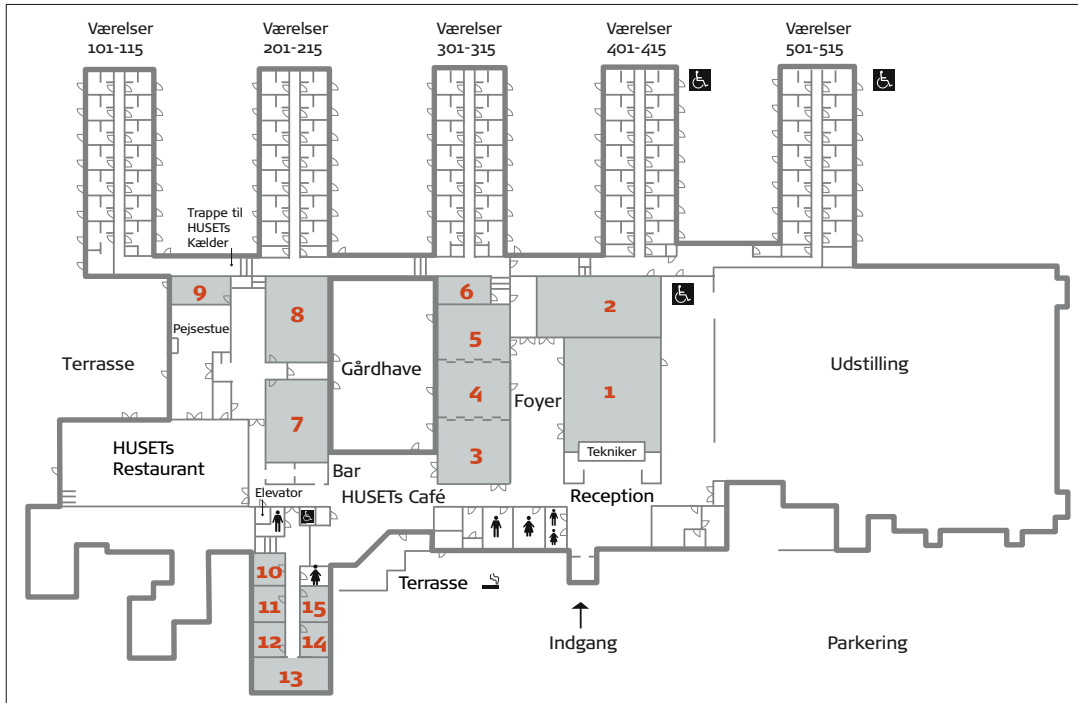 Værelser
101-115
Værelser
201-215
Værelser
301-315
Værelser
401-415
Værelser
501-515
Trappe til
HUSETs
Kælder
9
8
6
2
Pejsestue
5
Terrasse
Gårdhave
Udstilling
4
1
Foyer
7
3
HUSETs
Restaurant
Tekniker
Bar
Elevator
HUSETs Café
Reception
10
Terrasse
11
15
12
14
Indgang
Parkering
13